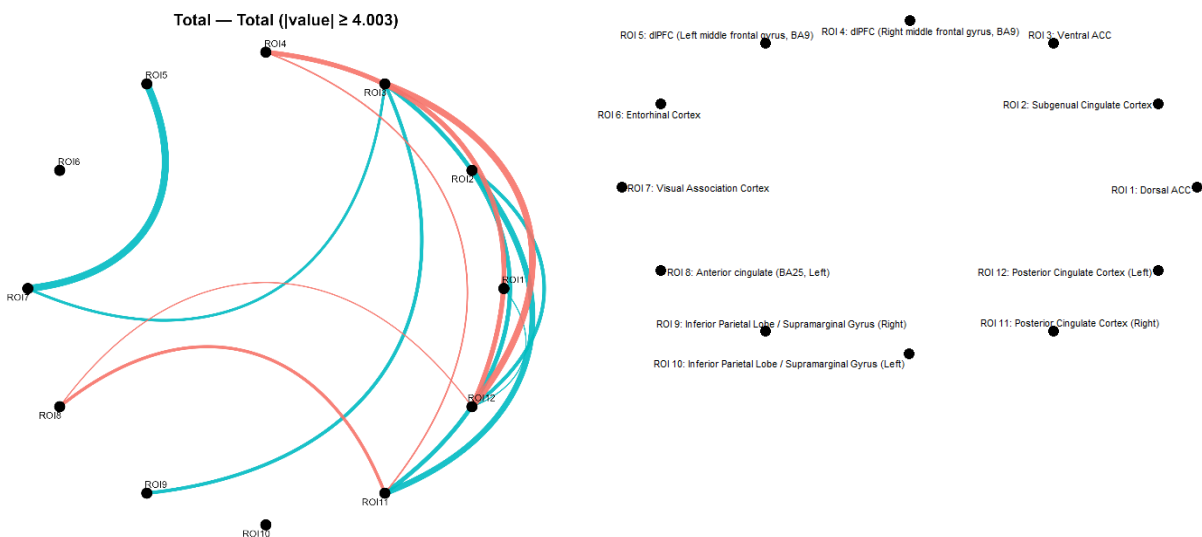 Total — Total (|value| ≥ 4.003)
ROI4
ROI5
ROI3
ROI6
ROI2
ROI7
ROI1
ROI8
ROI12
ROI9
ROI11
ROI10
ROI 4: dlPFC (Right middle frontal gyrus, BA9)
ROI 5: dlPFC (Left middle frontal gyrus, BA9)
ROI 3: Ventral ACC
ROI 6: Entorhinal Cortex
ROI 2: Subgenual Cingulate Cortex
ROI 7: Visual Association Cortex
ROI 1: Dorsal ACC
ROI 8: Anterior cingulate (BA25, Left)
ROI 12: Posterior Cingulate Cortex (Left)
ROI 9: Inferior Parietal Lobe / Supramarginal Gyrus (Right)
ROI 11: Posterior Cingulate Cortex (Right)
ROI 10: Inferior Parietal Lobe / Supramarginal Gyrus (Left)